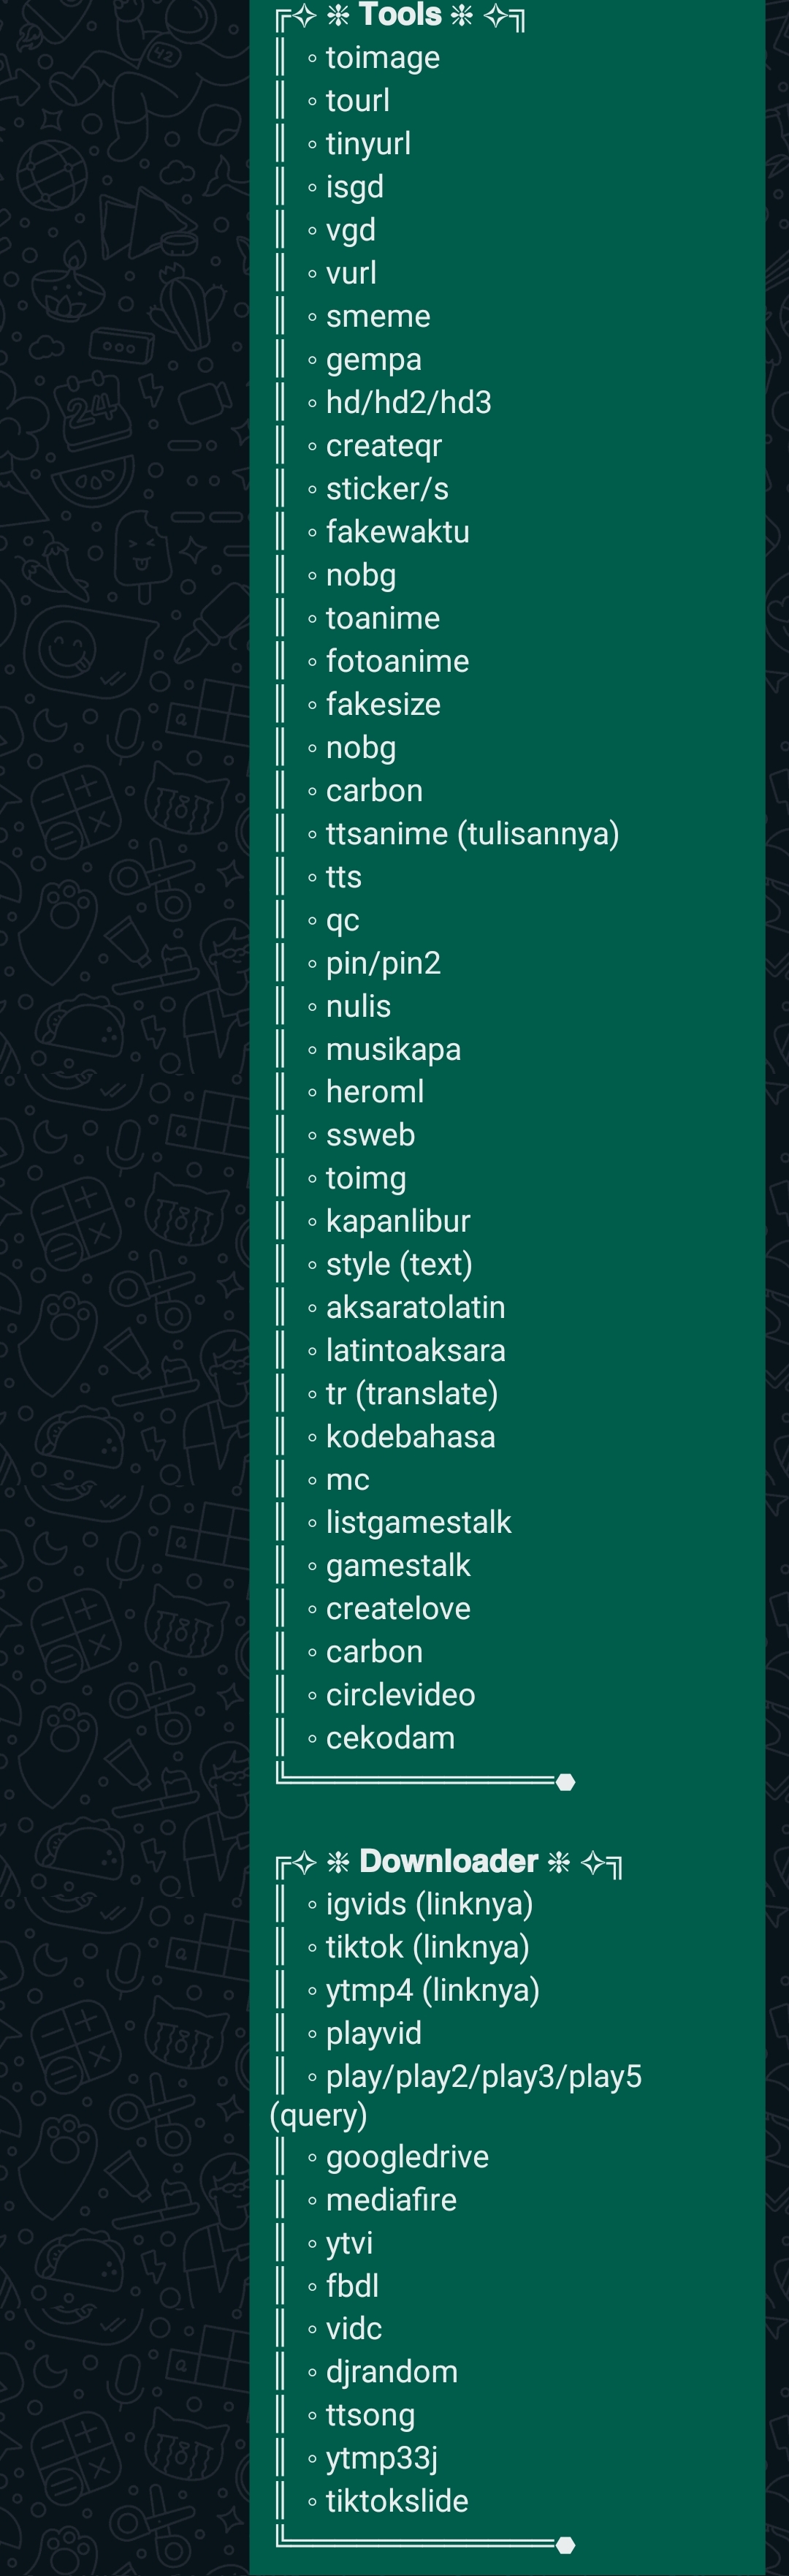 ╔✧ ❉ Tools ❉ ✧╗
║ ◦ toimage
║ ◦ tourl
║ ◦ tinyurl
║ ◦ isgd
║ ◦ vgd
║ ◦ vurl
║ ◦ smeme
║ ◦ gempa
║ ◦ hd/hd2/hd3
║ ◦ createqr
║ ◦ sticker/s
║ ◦ fakewaktu
║ ◦ nobg
║ ◦ toanime
║ ◦ fotoanime
║ ◦ fakesize
║ ◦ nobg
║ ◦ carbon
║ ◦ ttsanime (tulisannya)
║ ◦ tts
║ ◦ qc
║ ◦ pin/pin2
║ ◦ nulis
║ ◦ musikapa
║ ◦ heroml
║ ◦ ssweb
║ ◦ toimg
║ ◦ kapanlibur
║ ◦ style (text)
║ ◦ aksaratolatin
║ ◦ latintoaksara
║ ◦ tr (translate)
║ ◦ kodebahasa
║ ◦ mc
║ ◦ listgamestalk
║ ◦ gamestalk
║ ◦ createlove
║ ◦ carbon
║ ◦ circlevideo
║ ◦ cekodam
╚══════════════⬣
╔✧ ❉ Downloader ❉ ✧╗
║ ◦ igvids (linknya)
║ ◦ tiktok (linknya)
║ ◦ ytmp4 (linknya)
║ ◦ playvid
║ ◦ play/play2/play3/play5
(query)
║ ◦ googledrive
║ ◦ mediafire
║ ◦ ytvi
║ ◦ fbdl
║ ◦ vidc
║ ◦ djrandom
║ ◦ ttsong
║ ◦ ytmp33j
║ ◦ tiktokslide
╚══════════════⬣